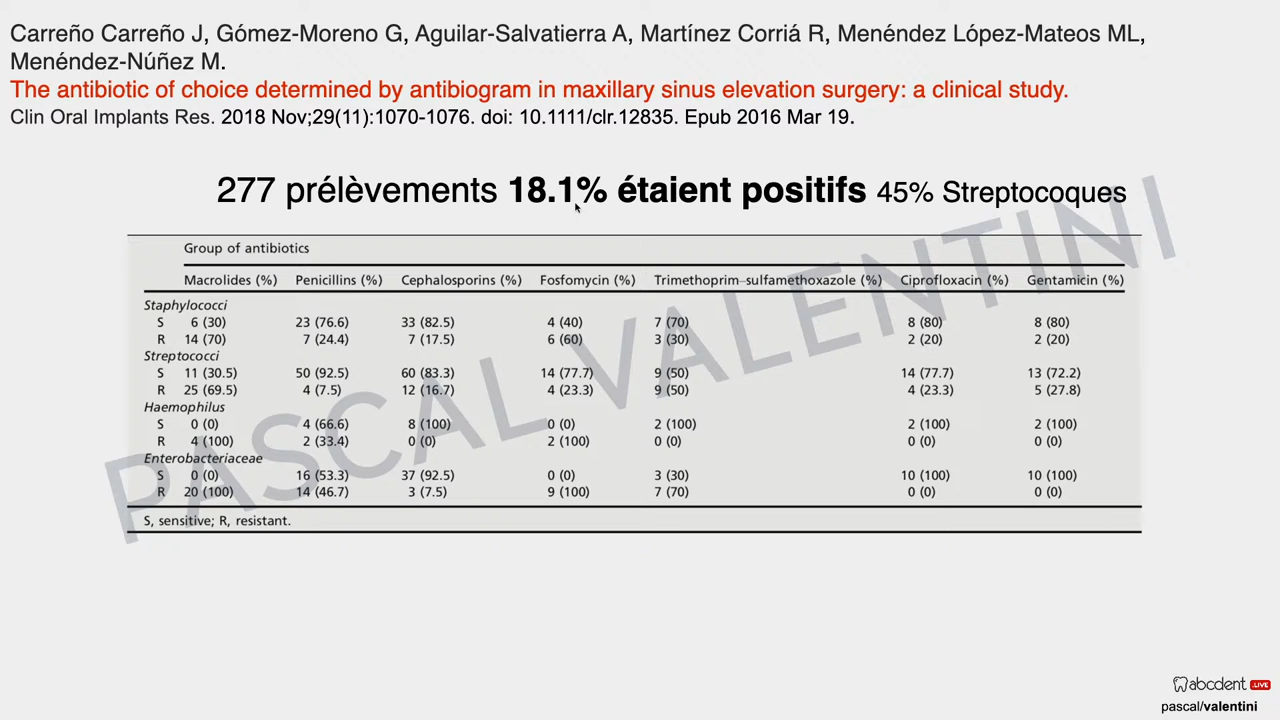 Carreño Carreño J, Gómez-Moreno G, Aguilar-Salvatierra A, Martínez Corriá R, Menéndez López-Mateos ML,
Menéndez-Núñez M.
The antibiotic of choice determined by antibiogram in maxillary sinus elevation surgery: a clinical study.
Clin Oral Implants Res. 2018 Nov;29(11):1070-1076. doi: 10.1111/clr.12835. Epub 2016 Mar 19.
277 prélèvements 18.1% étaient positifs 45% Streptocoques
Group of antibiotics
Macrolides (%) Penicillins (%) Cephalosporins (%) Fosfomycin (%) Trimethoprim–sulfamethoxazole (%) Ciprofloxacin (%) Gentamicin (%)
Staphylococci
S 6 (30) 23 (76.6) 33 (82.5) 4 (40) 7 (70) 8 (80) 8 (80)
R 14 (70) 7 (24.4) 7 (17.5) 6 (60) 3 (30) 2 (20) 2 (20)
Streptococci
S 11 (30.5) 50 (92.5) 60 (83.3) 14 (77.7) 9 (50) 14 (77.7) 13 (72.2)
R 25 (69.5) 4 (7.5) 12 (16.7) 4 (23.3) 9 (50) 4 (23.3) 5 (27.8)
Haemophilus
S 0 (0) 4 (66.6) 8 (100) 0 (0) 2 (100) 2 (100) 2 (100)
R 4 (100) 2 (33.4) 0 (0) 2 (100) 0 (0) 0 (0) 0 (0)
Enterobacteriaceae
S 0 (0) 16 (53.3) 37 (92.5) 0 (0) 3 (30) 10 (100) 10 (100)
R 20 (100) 14 (46.7) 3 (7.5) 9 (100) 7 (70) 0 (0) 0 (0)
S, sensitive; R, resistant.
PASCAL VALENTINI
abcdent .LIVE
pascal/valentini